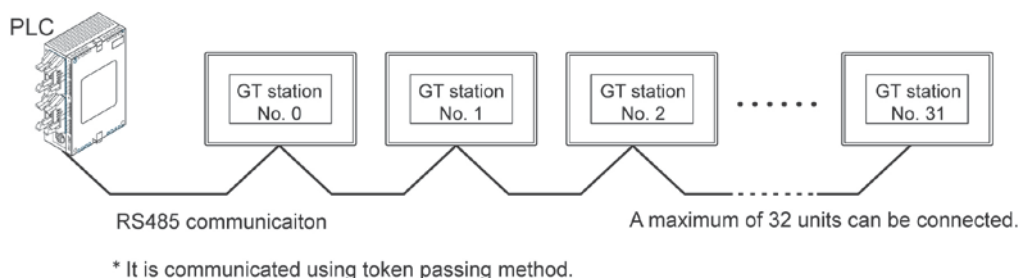 PLC
GT station
No. 0
GT station
No. 1
GT station
No. 2
GT station
No. 31
RS485 communicaiton
A maximum of 32 units can be connected.
* It is communicated using token passing method.